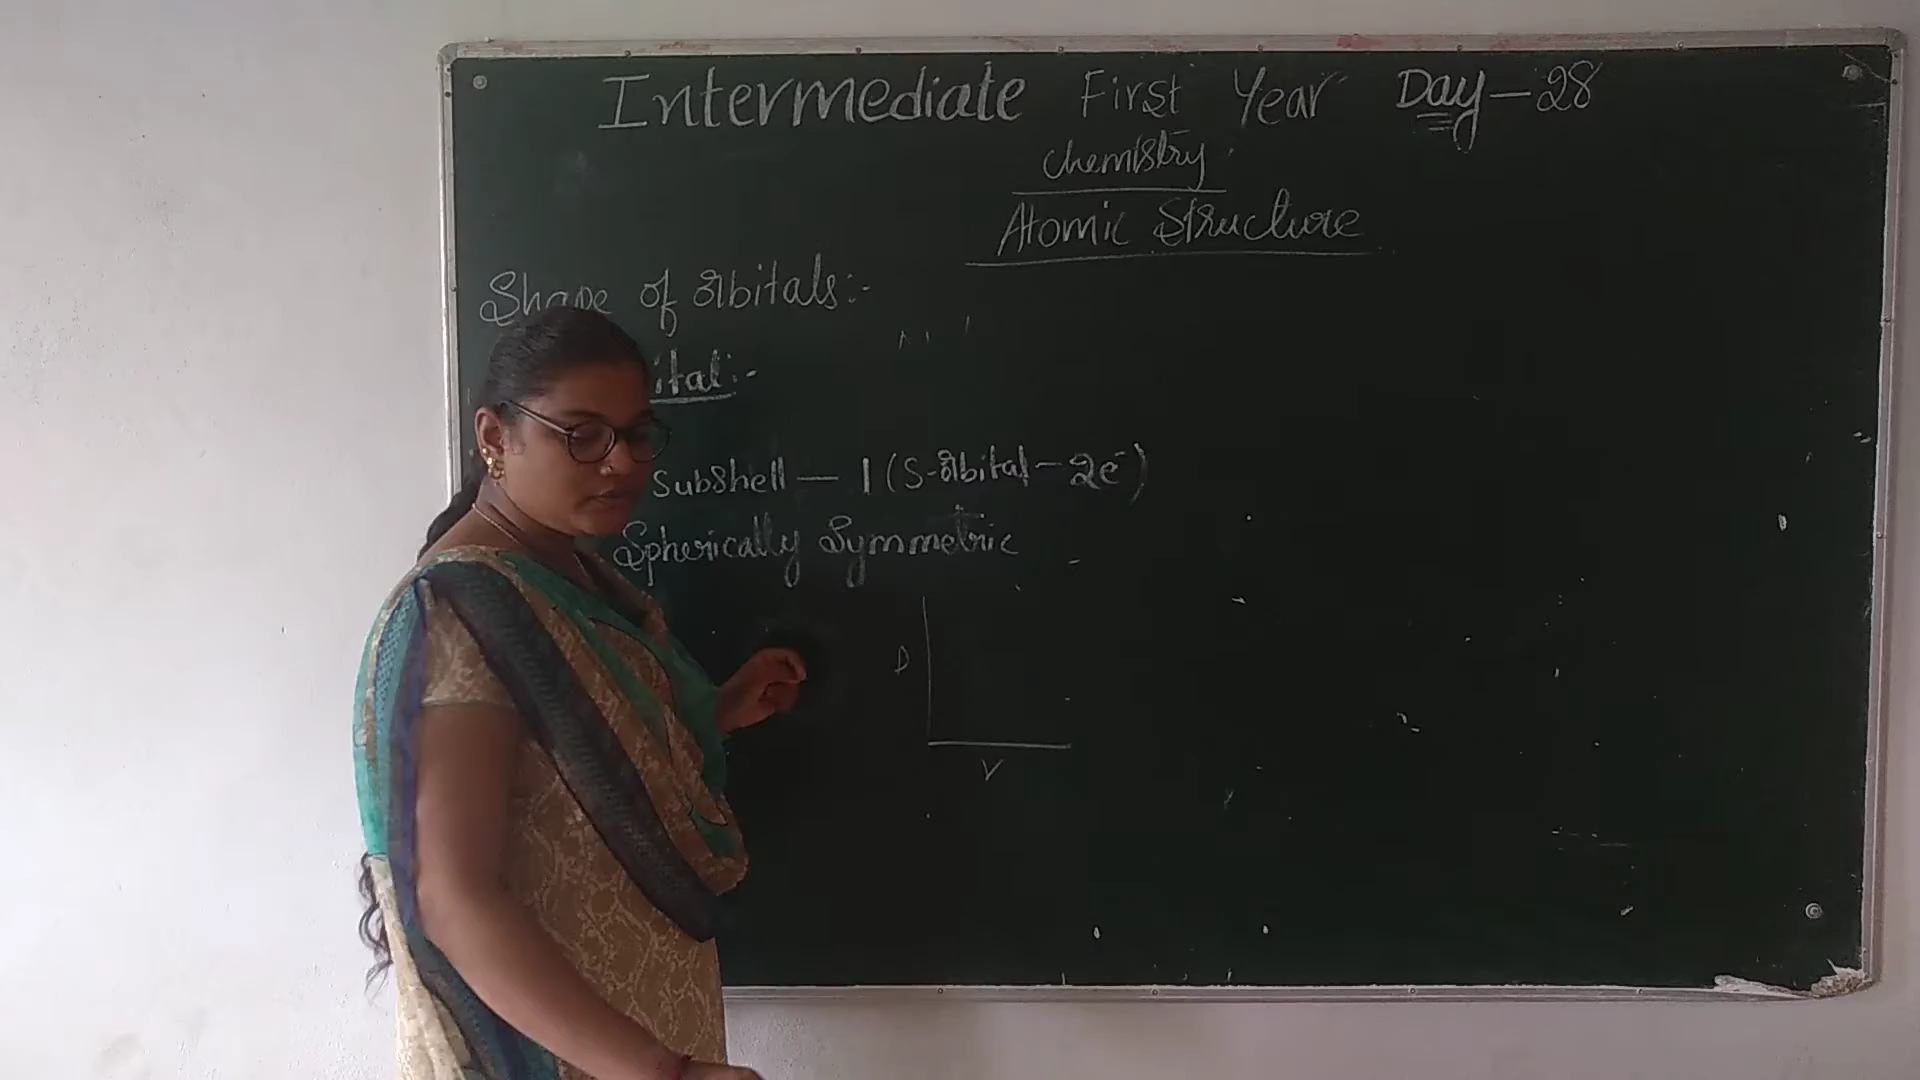 Intermediate First Year Day-28
Chemistry
Atomic Structure
Shape of orbitals:-
ital:-
Subshell — 1 (S-orbital - 2e⁻)
Spherically Symmetric
D
V